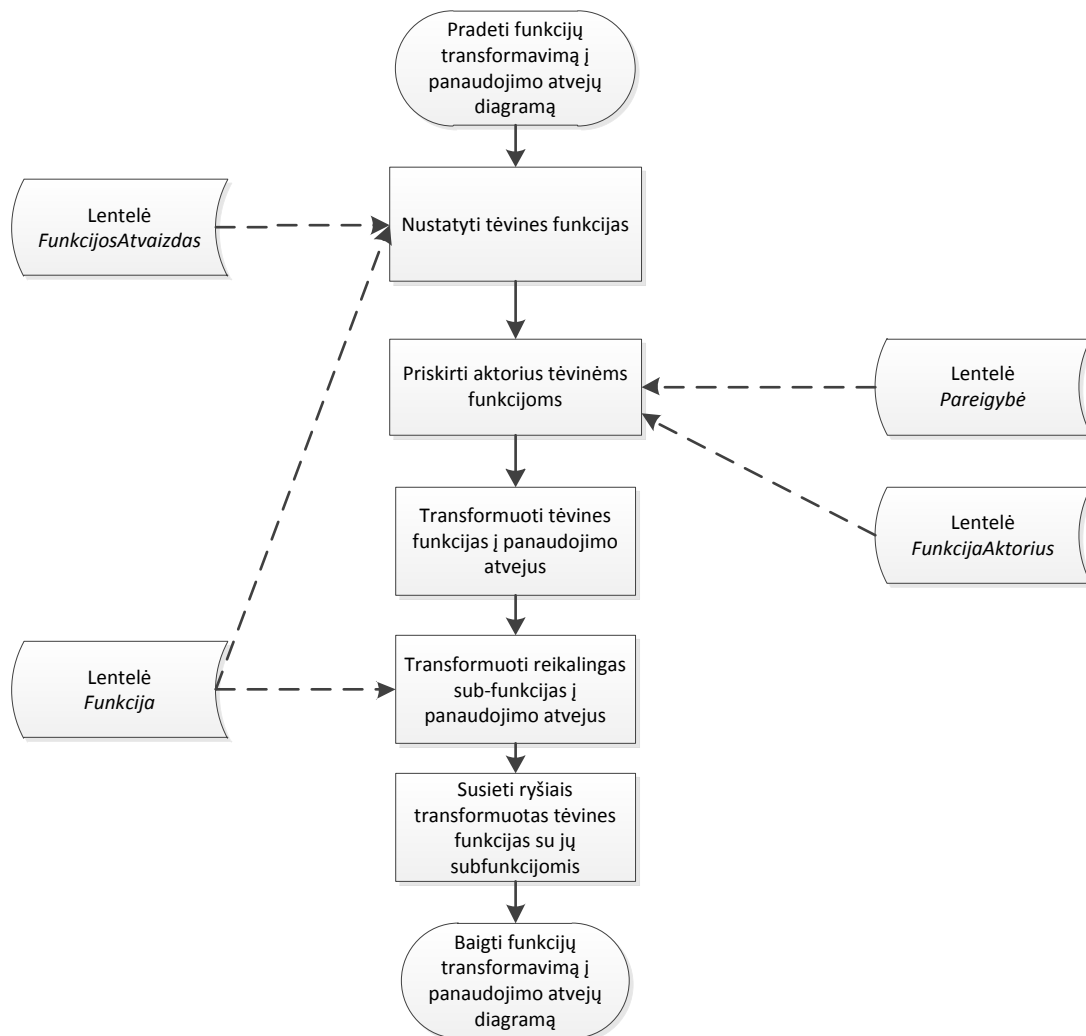 Pradeti funkcijų
transformavimą į
panaudojimo atvejų
diagramą
Lentelė
FunkcijosAtvaizdas
Nustatyti tėvines funkcijas
Priskirti aktorius tėvinėms
funkcijoms
Lentelė
Pareigybė
Transformuoti tėvines
funkcijas į panaudojimo
atvejus
Lentelė
FunkcijaAktorius
Lentelė
Funkcija
Transformuoti reikalingas
sub-funkcijas į
panaudojimo atvejus
Susieti ryšiais
transformuotas tėvines
funkcijas su jų
subfunkcijomis
Baigti funkcijų
transformavimą į
panaudojimo atvejų
diagramą